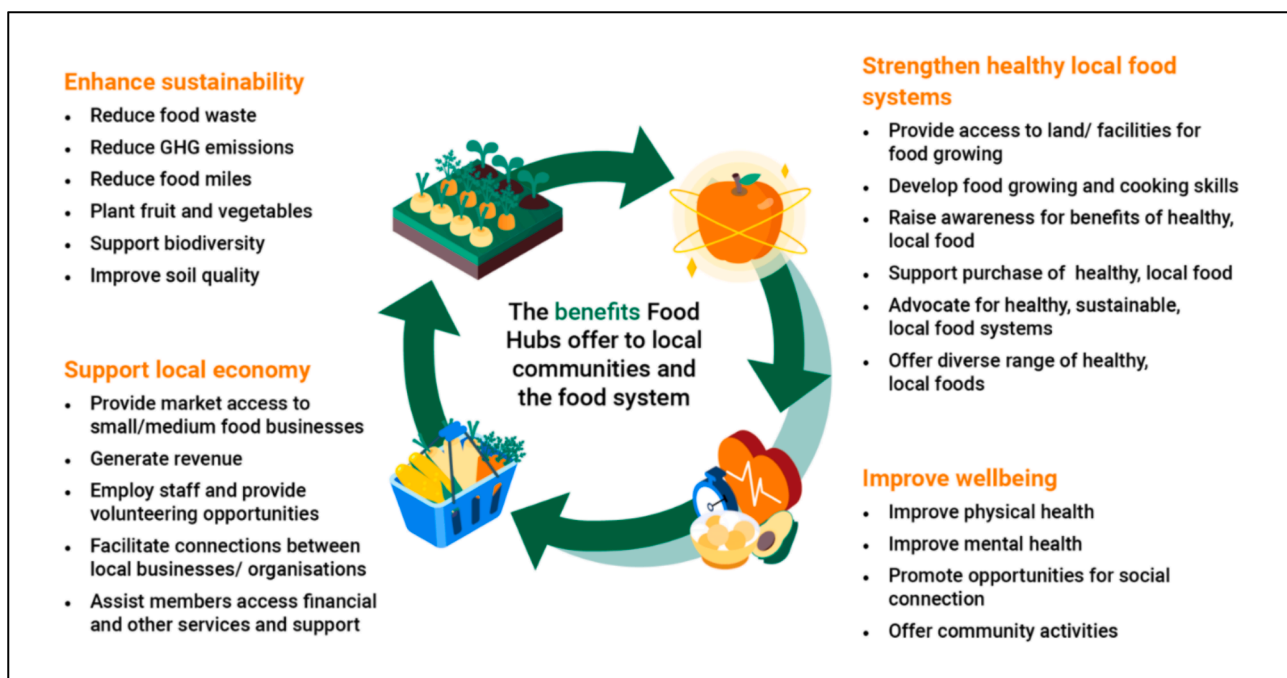 Enhance sustainability
• Reduce food waste
• Reduce GHG emissions
• Reduce food miles
• Plant fruit and vegetables
• Support biodiversity
• Improve soil quality
Support local economy
• Provide market access to
small/medium food businesses
• Generate revenue
• Employ staff and provide
volunteering opportunities
• Facilitate connections between
local businesses/ organisations
• Assist members access financial
and other services and support
The benefits Food
Hubs offer to local
communities and
the food system
Strengthen healthy local food
systems
• Provide access to land/ facilities for
food growing
• Develop food growing and cooking skills
• Raise awareness for benefits of healthy,
local food
• Support purchase of  healthy, local food
• Advocate for healthy, sustainable,
local food systems
• Offer diverse range of healthy,
local foods
Improve wellbeing
• Improve physical health
• Improve mental health
• Promote opportunities for social
connection
• Offer community activities